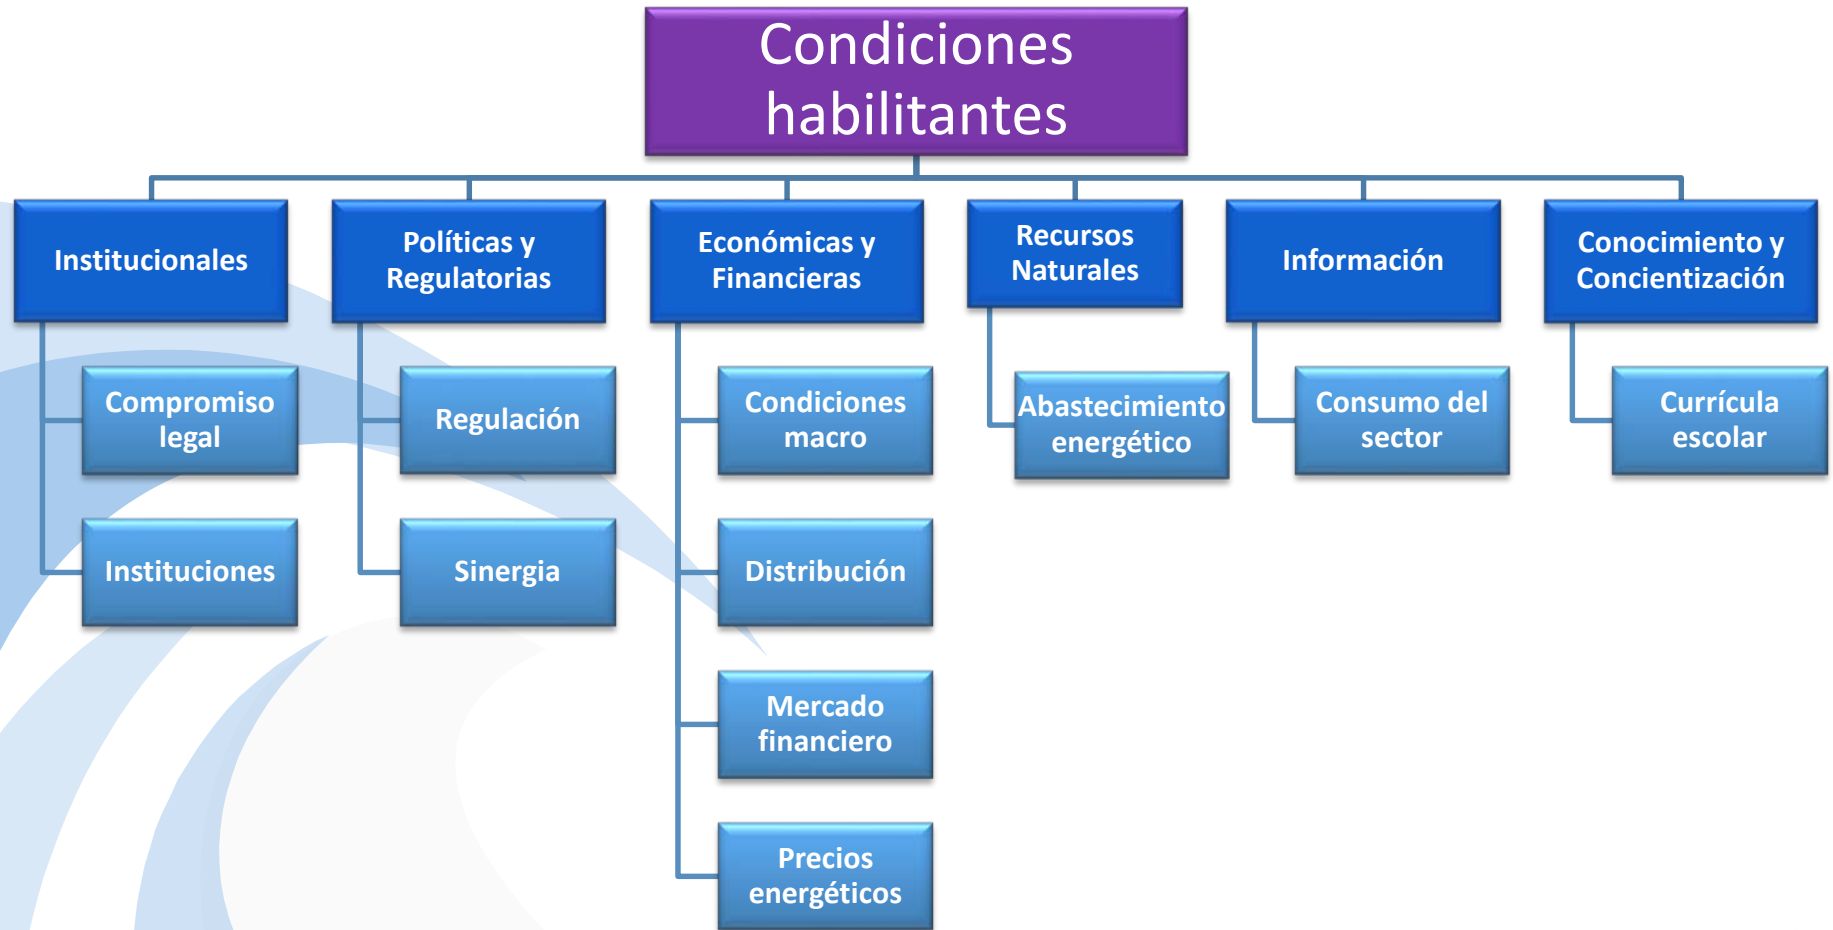 Condiciones
habilitantes
Institucionales
Políticas y
Regulatorias
Económicas y
Financieras
Recursos
Naturales
Información
Conocimiento y
Concientización
Compromiso
legal
Instituciones
Regulación
Sinergia
Condiciones
macro
Distribución
Mercado
financiero
Precios
energéticos
Abastecimiento
energético
Consumo del
sector
Currícula
escolar